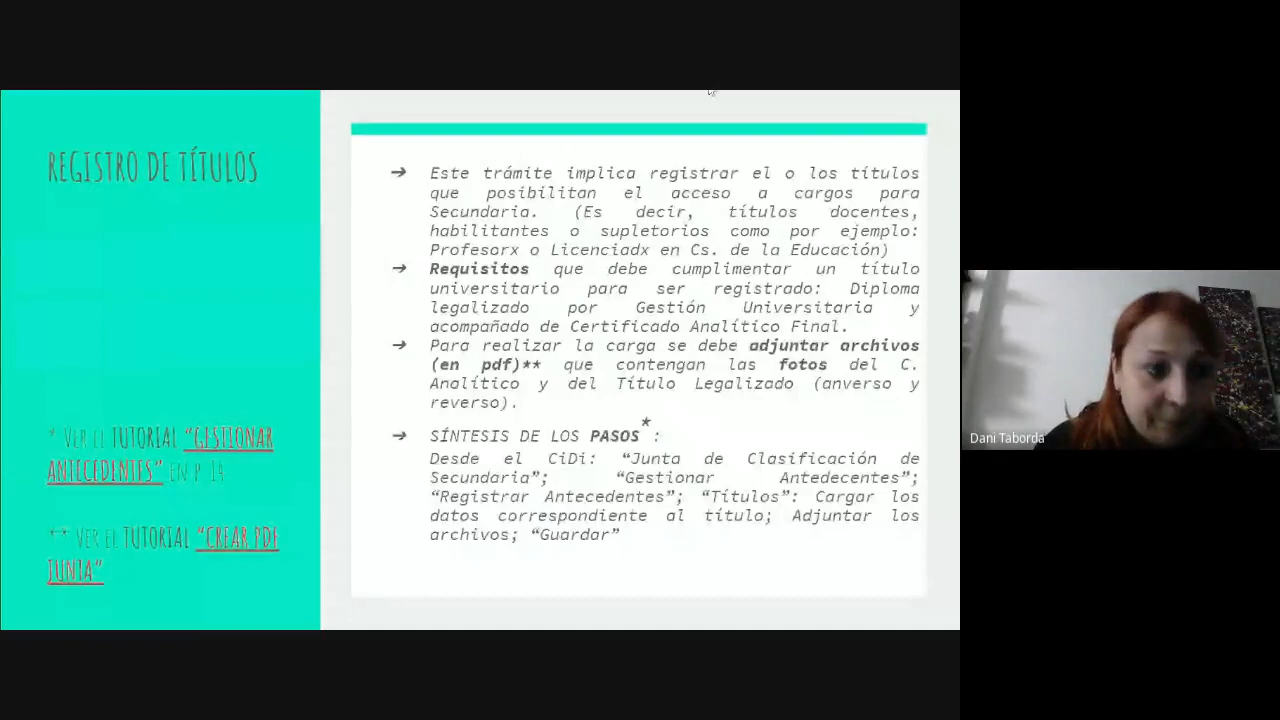 REGISTRO DE TÍTULOS
* VER EL TUTORIAL “GESTIONAR
ANTECEDENTES” EN P. 14
** VER EL TUTORIAL “CREAR PDF
JUNTA”
➔ Este trámite implica registrar el o los títulos
que posibilitan el acceso a cargos para
Secundaria. (Es decir, títulos docentes,
habilitantes o supletorios como por ejemplo:
Profesorx o Licenciadx en Cs. de la Educación)
➔ Requisitos que debe cumplimentar un título
universitario para ser registrado: Diploma
legalizado por Gestión Universitaria y
acompañado de Certificado Analítico Final.
➔ Para realizar la carga se debe adjuntar archivos
(en pdf)** que contengan las fotos del C.
Analítico y del Título Legalizado (anverso y
reverso).
➔ SÍNTESIS DE LOS PASOS*:
Desde el CiDi: “Junta de Clasificación de
Secundaria”; “Gestionar Antedecentes”;
“Registrar Antecedentes”; “Títulos”: Cargar los
datos correspondiente al título; Adjuntar los
archivos; “Guardar”
Dani Taborda